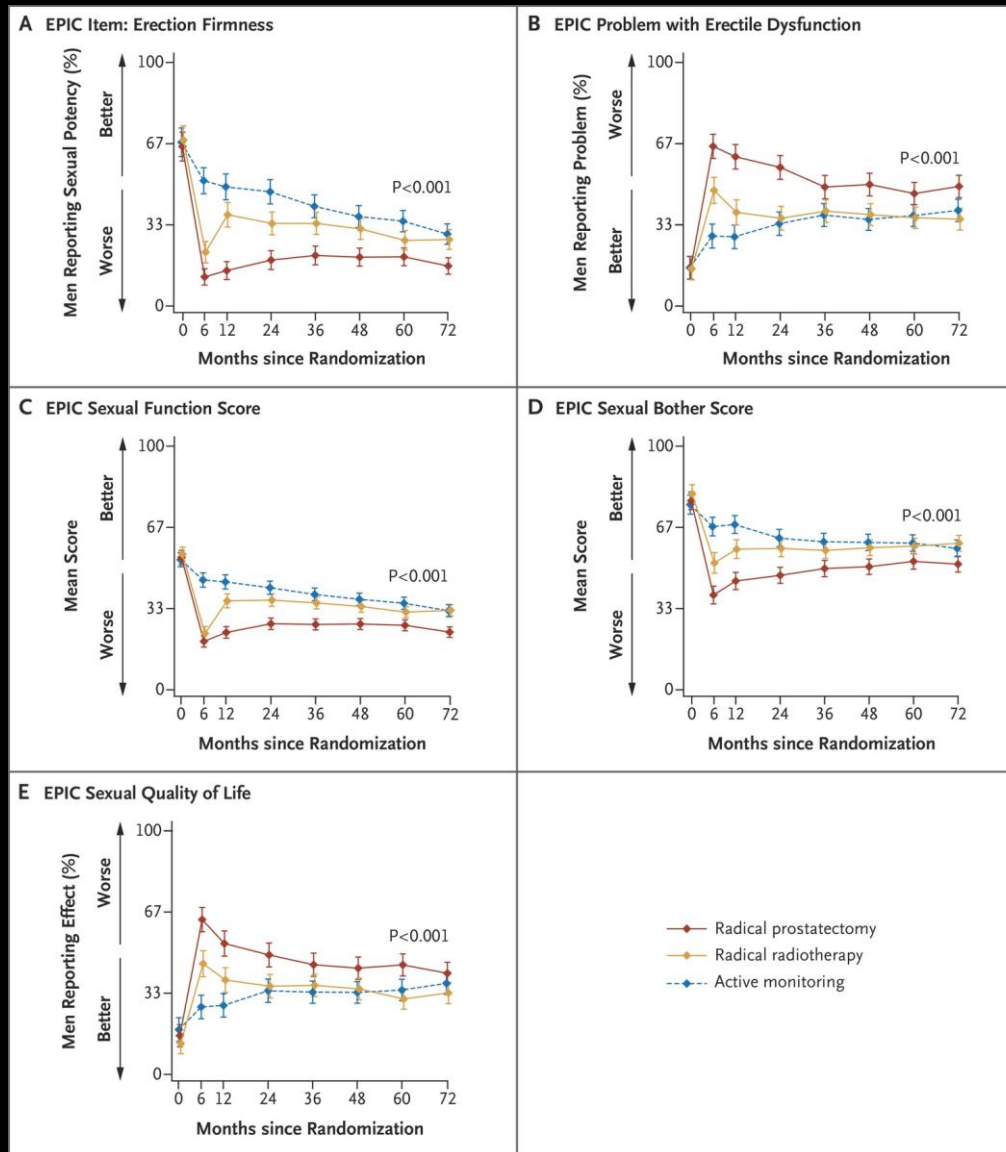 A EPIC Item: Erection Firmness
Men Reporting Sexual Potency (%)
Better
Worse
100
67
33
0
P<0.001
0 6 12 24 36 48 60 72
Months since Randomization
B EPIC Problem with Erectile Dysfunction
Men Reporting Problem (%)
Worse
Better
100
67
33
0
P<0.001
0 6 12 24 36 48 60 72
Months since Randomization
C EPIC Sexual Function Score
Mean Score
Better
Worse
100
67
33
0
P<0.001
0 6 12 24 36 48 60 72
Months since Randomization
D EPIC Sexual Bother Score
Mean Score
Better
Worse
100
67
33
0
P<0.001
0 6 12 24 36 48 60 72
Months since Randomization
E EPIC Sexual Quality of Life
Men Reporting Effect (%)
Worse
Better
100
67
33
0
P<0.001
0 6 12 24 36 48 60 72
Months since Randomization
Radical prostatectomy
Radical radiotherapy
Active monitoring